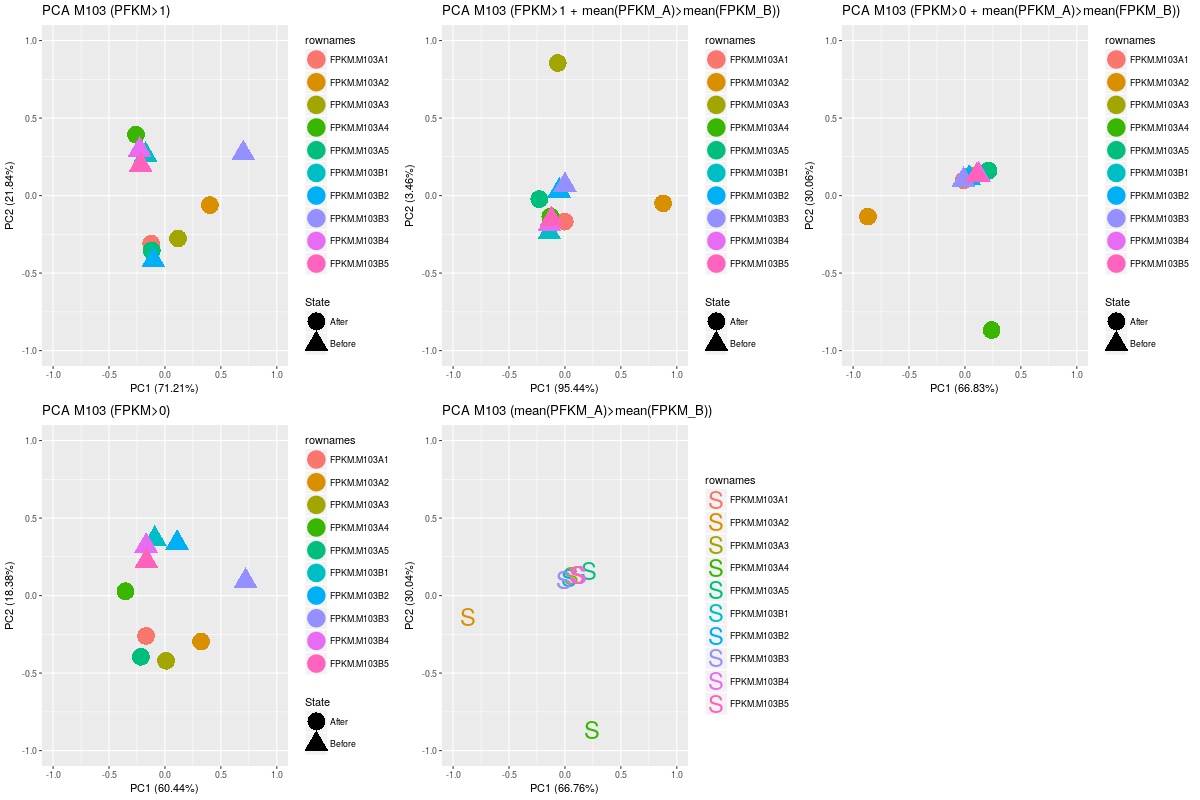 PCA M103 (PFKM>1)
PC2 (21.84%)
1.0
0.5
0.0
-0.5
-1.0
-1.0
-0.5
0.0
0.5
1.0
PC1 (71.21%)
rownames
FPKM.M103A1
FPKM.M103A2
FPKM.M103A3
FPKM.M103A4
FPKM.M103A5
FPKM.M103B1
FPKM.M103B2
FPKM.M103B3
FPKM.M103B4
FPKM.M103B5
State
After
Before
PCA M103 (FPKM>1 + mean(PFKM_A)>mean(FPKM_B))
PC2 (3.46%)
1.0
0.5
0.0
-0.5
-1.0
-1.0
-0.5
0.0
0.5
1.0
PC1 (95.44%)
rownames
FPKM.M103A1
FPKM.M103A2
FPKM.M103A3
FPKM.M103A4
FPKM.M103A5
FPKM.M103B1
FPKM.M103B2
FPKM.M103B3
FPKM.M103B4
FPKM.M103B5
State
After
Before
PCA M103 (FPKM>0 + mean(PFKM_A)>mean(FPKM_B))
PC2 (30.06%)
1.0
0.5
0.0
-0.5
-1.0
-1.0
-0.5
0.0
0.5
1.0
PC1 (66.83%)
rownames
FPKM.M103A1
FPKM.M103A2
FPKM.M103A3
FPKM.M103A4
FPKM.M103A5
FPKM.M103B1
FPKM.M103B2
FPKM.M103B3
FPKM.M103B4
FPKM.M103B5
State
After
Before
PCA M103 (FPKM>0)
PC2 (18.38%)
1.0
0.5
0.0
-0.5
-1.0
-1.0
-0.5
0.0
0.5
1.0
PC1 (60.44%)
rownames
FPKM.M103A1
FPKM.M103A2
FPKM.M103A3
FPKM.M103A4
FPKM.M103A5
FPKM.M103B1
FPKM.M103B2
FPKM.M103B3
FPKM.M103B4
FPKM.M103B5
State
After
Before
PCA M103 (mean(PFKM_A)>mean(FPKM_B))
PC2 (30.04%)
1.0
0.5
0.0
-0.5
-1.0
S
S
S
-1.0
-0.5
0.0
0.5
1.0
PC1 (66.76%)
rownames
S FPKM.M103A1
S FPKM.M103A2
S FPKM.M103A3
S FPKM.M103A4
S FPKM.M103A5
S FPKM.M103B1
S FPKM.M103B2
S FPKM.M103B3
S FPKM.M103B4
S FPKM.M103B5